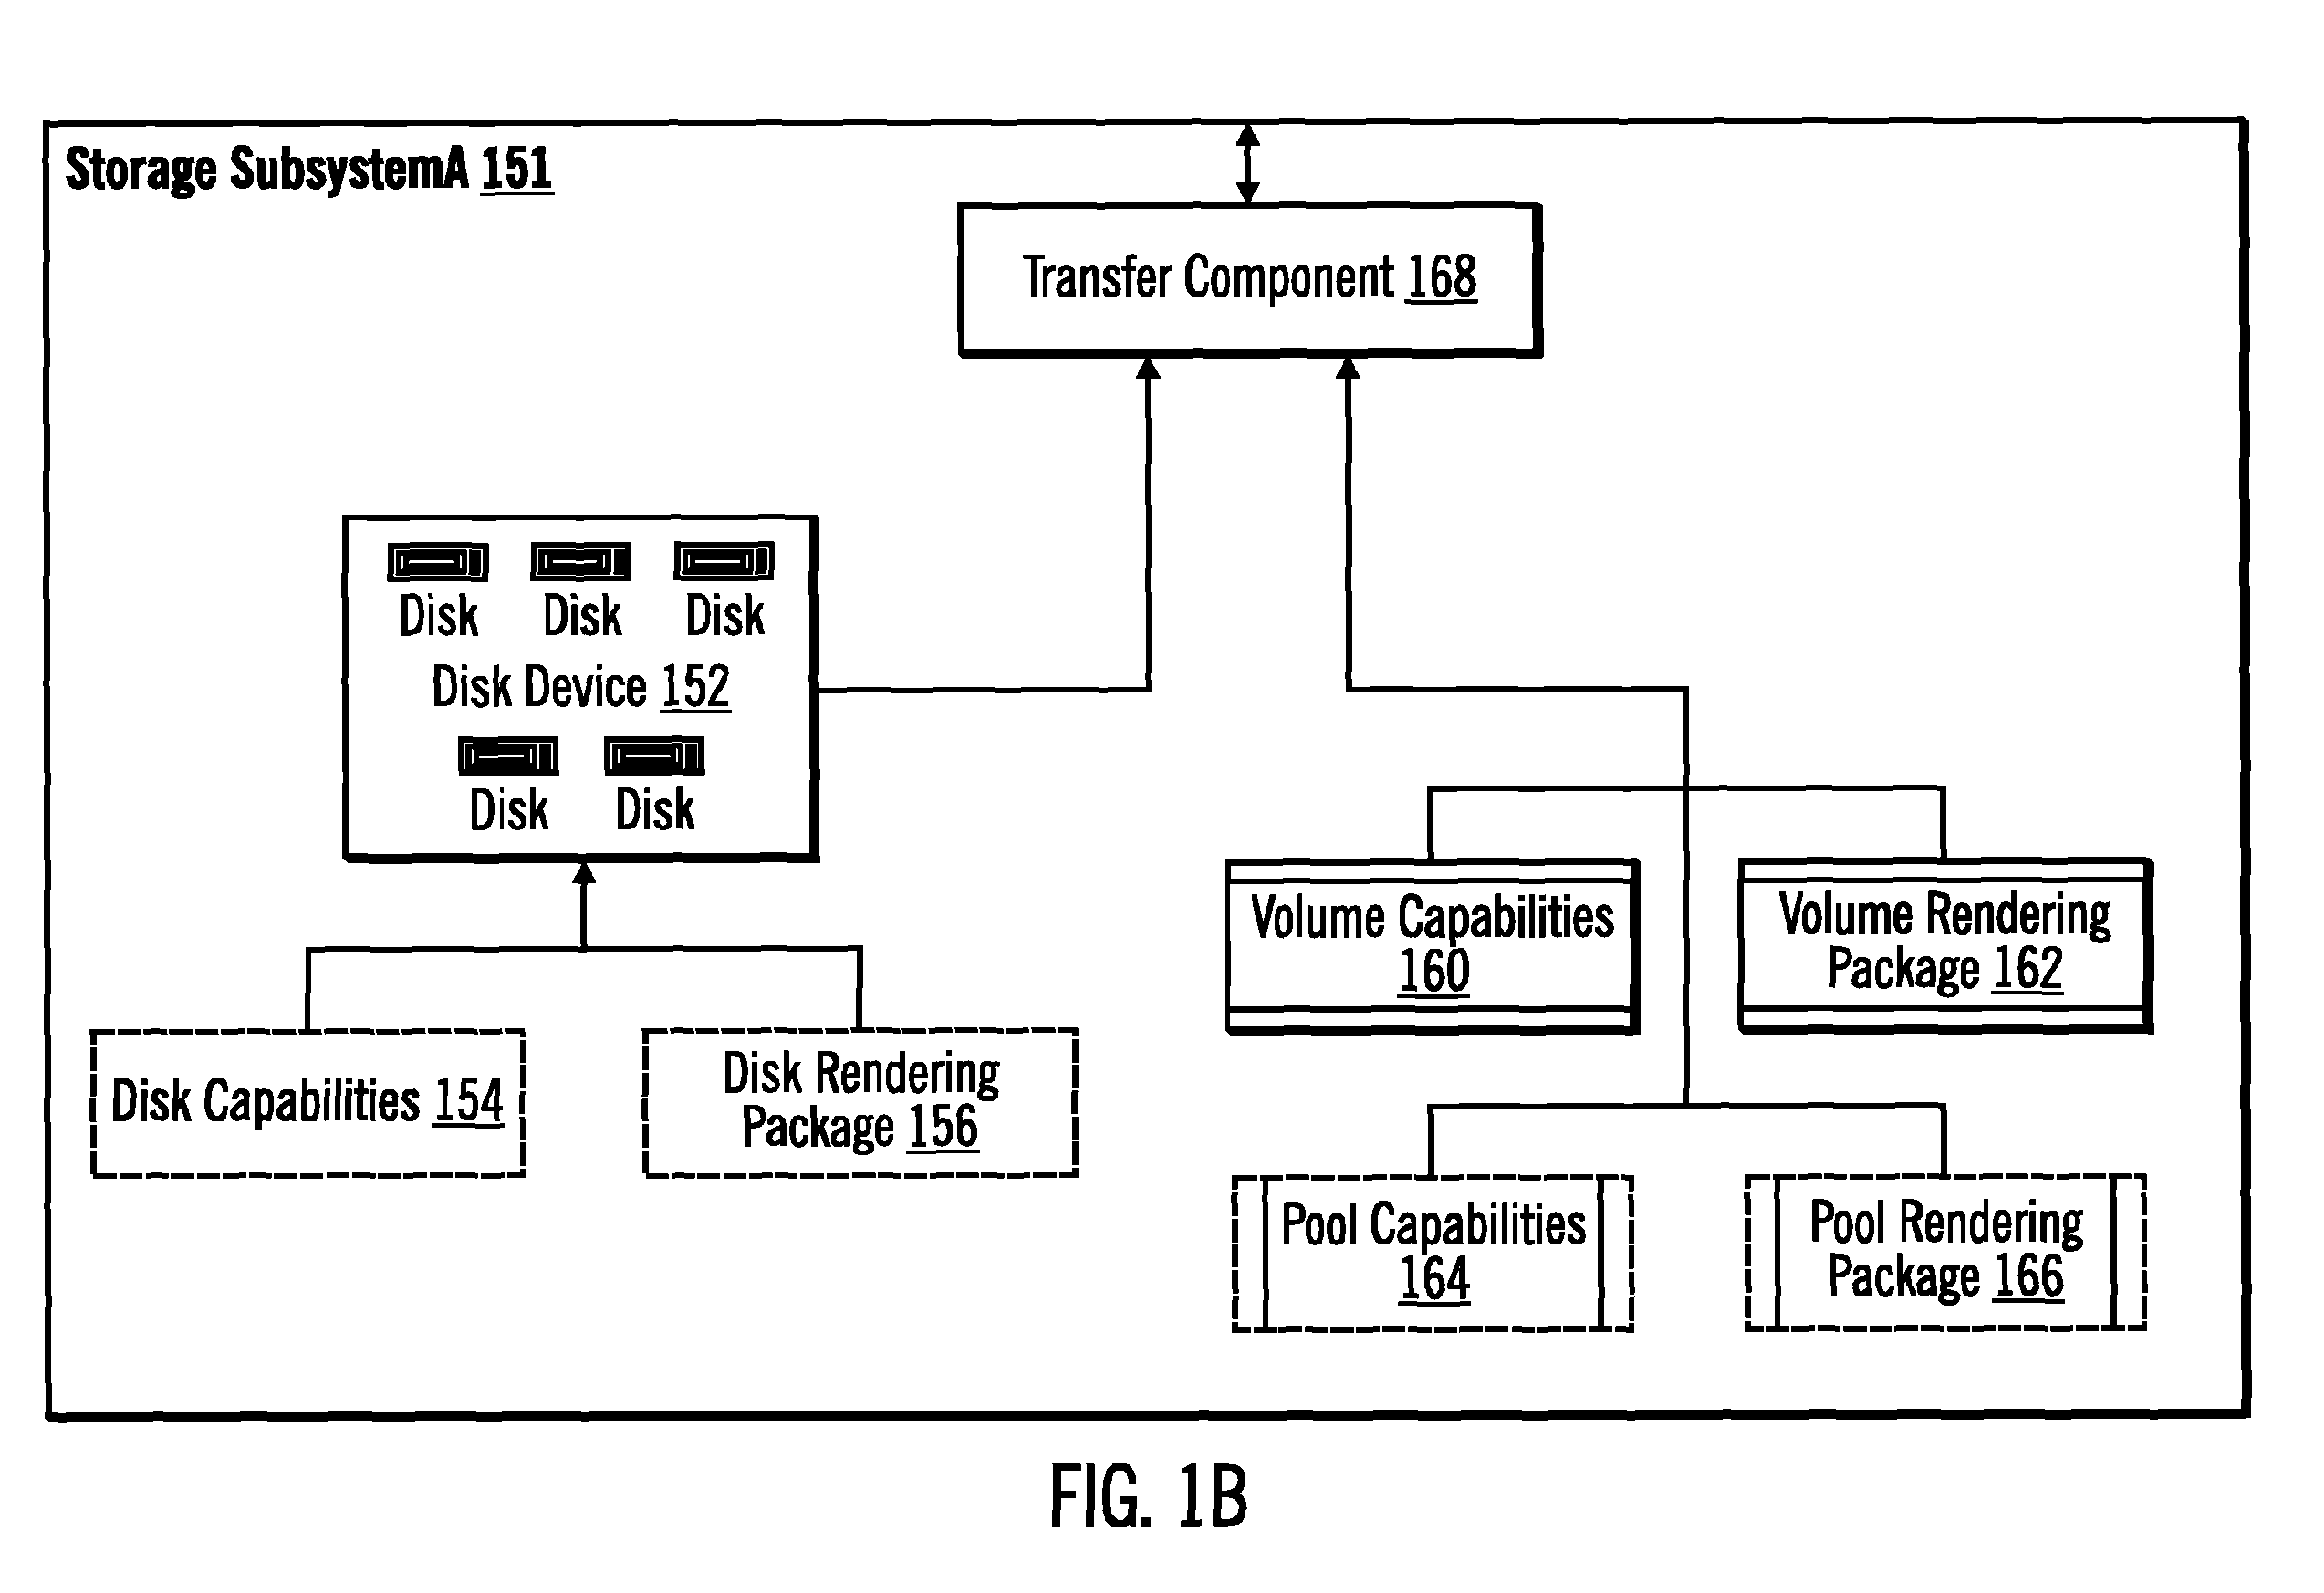 Storage SubsystemA 151
Transfer Component 168
Disk Disk Disk
Disk Device 152
Disk Disk
Volume Capabilities
160
Volume Rendering
Package 162
Disk Capabilities 154
Disk Rendering
Package 156
Pool Capabilities
164
Pool Rendering
Package 166
FIG. 1B